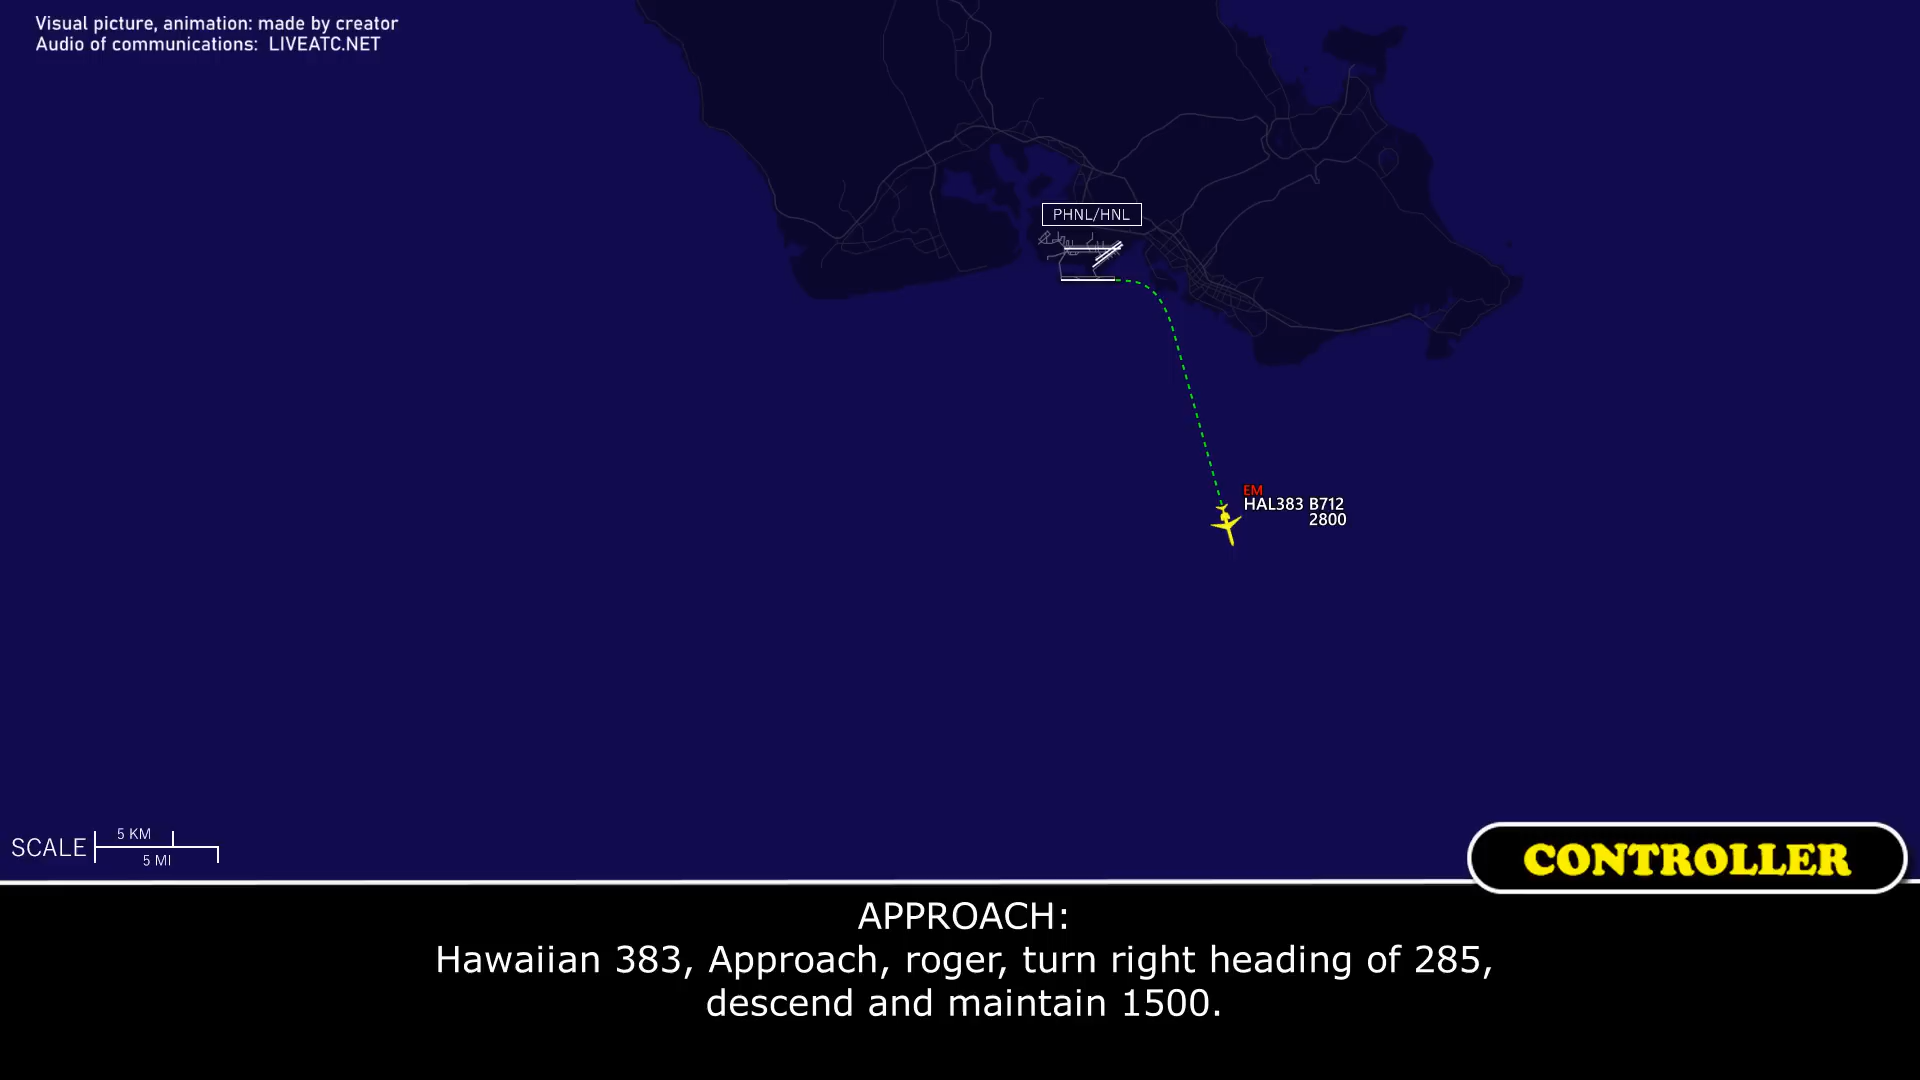 Visual picture, animation: made by creator
Audio of communications: LIVEATC.NET
PHNL/HNL
EM
HAL383 B712
2800
5 KM
SCALE
5 MI
CONTROLLER
APPROACH:
Hawaiian 383, Approach, roger, turn right heading of 285,
descend and maintain 1500.